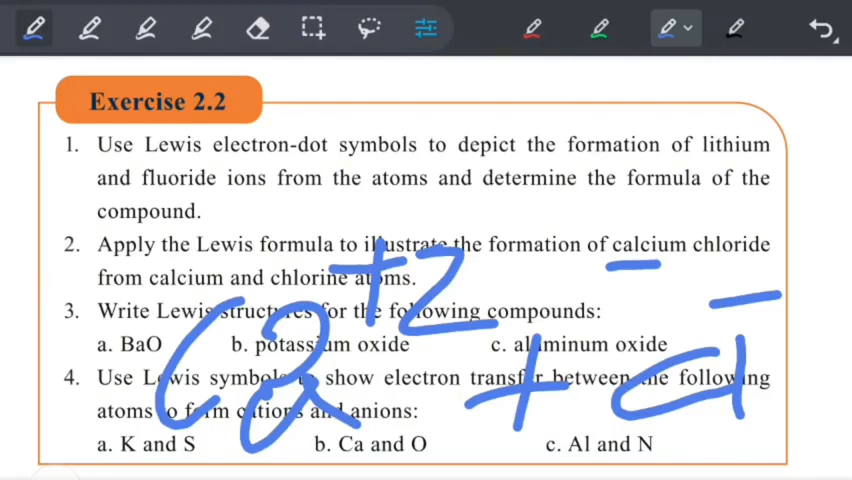 Exercise 2.2
1. Use Lewis electron-dot symbols to depict the formation of lithium
and fluoride ions from the atoms and determine the formula of the
compound.
2. Apply the Lewis formula to illustrate the formation of calcium chloride
from calcium and chlorine atoms.
3. Write Lewis structures for the following compounds:
a. BaO b. potassium oxide c. aluminum oxide
4. Use Lewis symbols to show electron transfer between the following
atoms to form cations and anions:
a. K and S b. Ca and O c. Al and N
Ca+2 + Cl-